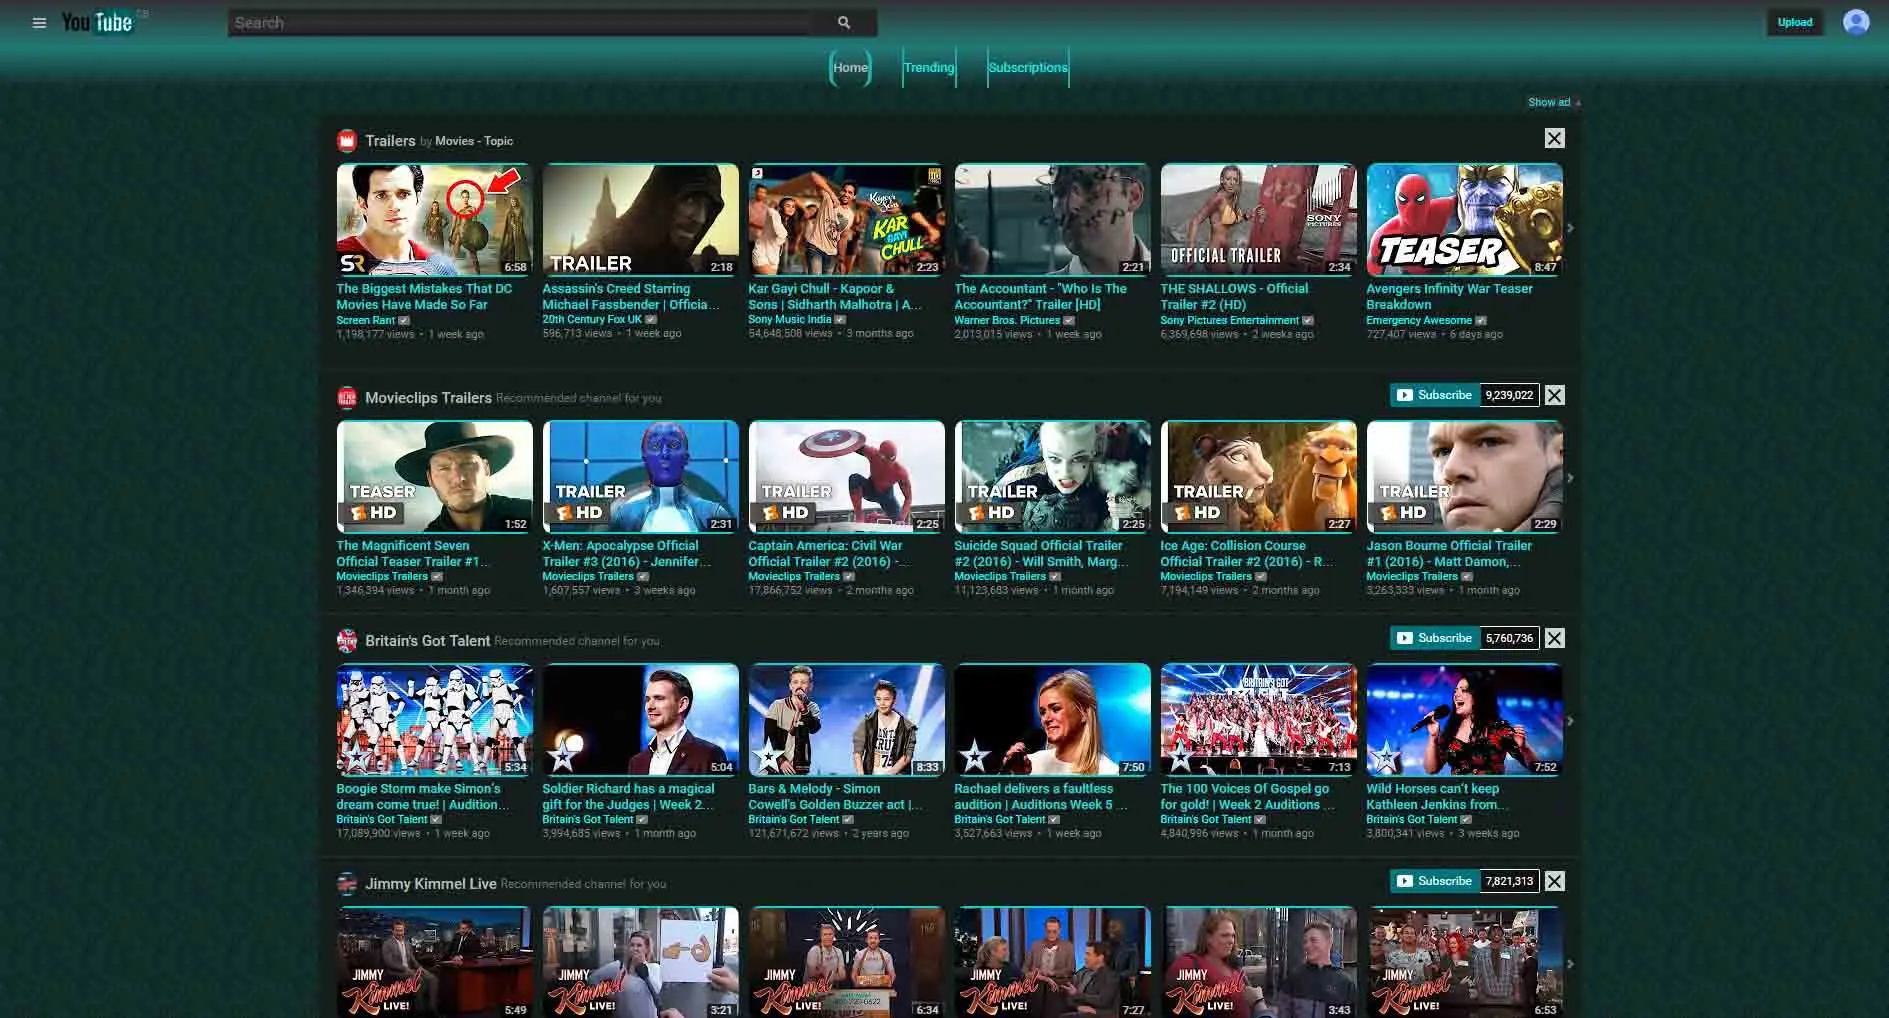 YouTube GB
Search
Upload
Home
Trending
Subscriptions
Show ad
Trailers by Movies - Topic
SR
6:58
TRAILER
2:18
Kapoor & Sons
KAR GAYI CHULL
2:23
2:21
SONY
PICTURES
OFFICIAL TRAILER
2:34
TEASER
8:47
The Biggest Mistakes That DC
Movies Have Made So Far
Screen Rant
1,198,177 views • 1 week ago
Assassin's Creed Starring
Michael Fassbender | Officia...
20th Century Fox UK
596,713 views • 1 week ago
Kar Gayi Chull - Kapoor &
Sons | Sidharth Malhotra | A...
Sony Music India
54,648,508 views • 3 months ago
The Accountant - "Who Is The
Accountant?" Trailer [HD]
Warner Bros. Pictures
2,013,015 views • 1 week ago
THE SHALLOWS - Official
Trailer #2 (HD)
Sony Pictures Entertainment
6,369,698 views • 2 weeks ago
Avengers Infinity War Teaser
Breakdown
Emergency Awesome
727,407 views • 6 days ago
Movieclips Trailers Recommended channel for you
Subscribe 9,239,022
TEASER
HD
1:52
TRAILER
HD
2:31
TRAILER
HD
2:25
TRAILER
HD
2:25
TRAILER
HD
2:27
TRAILER
HD
2:29
The Magnificent Seven
Official Teaser Trailer #1...
Movieclips Trailers
1,346,394 views • 1 month ago
X-Men: Apocalypse Official
Trailer #3 (2016) - Jennifer...
Movieclips Trailers
1,607,557 views • 3 weeks ago
Captain America: Civil War
Official Trailer #2 (2016) -...
Movieclips Trailers
17,866,752 views • 2 months ago
Suicide Squad Official Trailer
#2 (2016) - Will Smith, Marg...
Movieclips Trailers
11,123,683 views • 1 month ago
Ice Age: Collision Course
Official Trailer #2 (2016) - R...
Movieclips Trailers
7,194,149 views • 2 months ago
Jason Bourne Official Trailer
#1 (2016) - Matt Damon,...
Movieclips Trailers
3,263,333 views • 1 month ago
Britain's Got Talent Recommended channel for you
Subscribe 5,760,736
5:34
5:04
8:33
7:50
BRITAIN'S GOT
7:13
7:52
Boogie Storm make Simon's
dream come true! | Audition...
Britain's Got Talent
17,089,900 views • 1 week ago
Soldier Richard has a magical
gift for the Judges | Week 2...
Britain's Got Talent
3,994,685 views • 1 month ago
Bars & Melody - Simon
Cowell's Golden Buzzer act |...
Britain's Got Talent
121,671,672 views • 2 years ago
Rachael delivers a faultless
audition | Auditions Week 5 ...
Britain's Got Talent
3,527,663 views • 1 week ago
The 100 Voices Of Gospel go
for gold! | Week 2 Auditions ...
Britain's Got Talent
4,840,996 views • 1 month ago
Wild Horses can't keep
Kathleen Jenkins from...
Britain's Got Talent
3,800,341 views • 3 weeks ago
Jimmy Kimmel Live Recommended channel for you
Subscribe 7,821,313
JIMMY
Kimmel
LIVE!
5:49
JIMMY
Kimmel
LIVE!
3:21
JIMMY
Kimmel
LIVE!
6:34
JIMMY
Kimmel
LIVE!
7:27
JIMMY
Kimmel
LIVE!
3:43
JIMMY
Kimmel
LIVE!
6:53